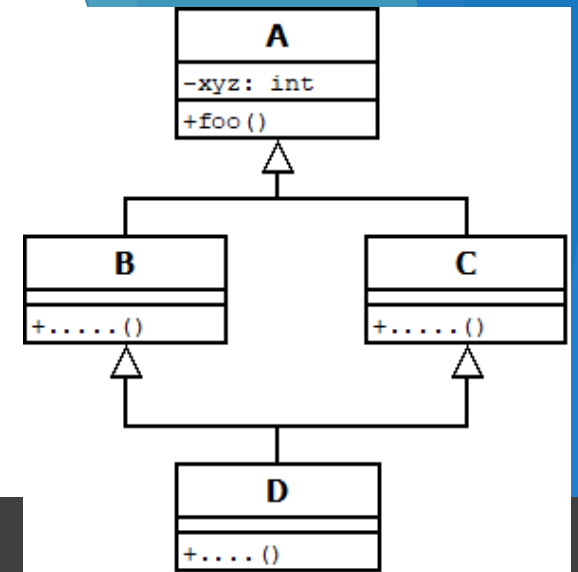 A
-xyz: int
+foo()
B
C
+.....()
+.....()
D
+....()